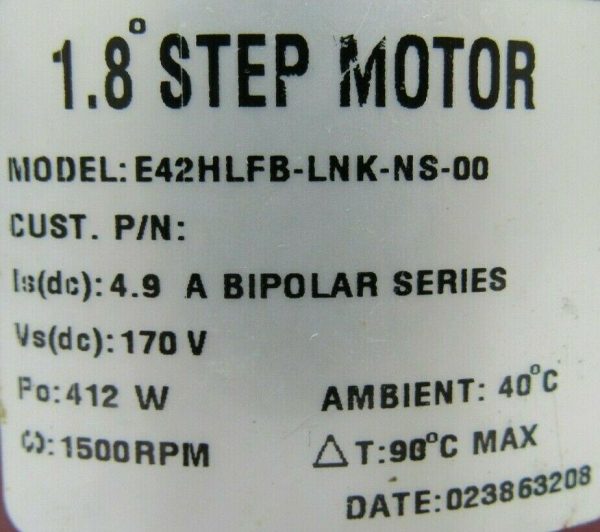 1.8° STEP MOTOR
MODEL: E42HLFB-LNK-NS-00
CUST. P/N:
Is(dc): 4.9 A BIPOLAR SERIES
Vs(dc): 170 V
Po: 412 W
AMBIENT: 40°C
ω: 1500RPM
△T: 90°C MAX
DATE: 023863208